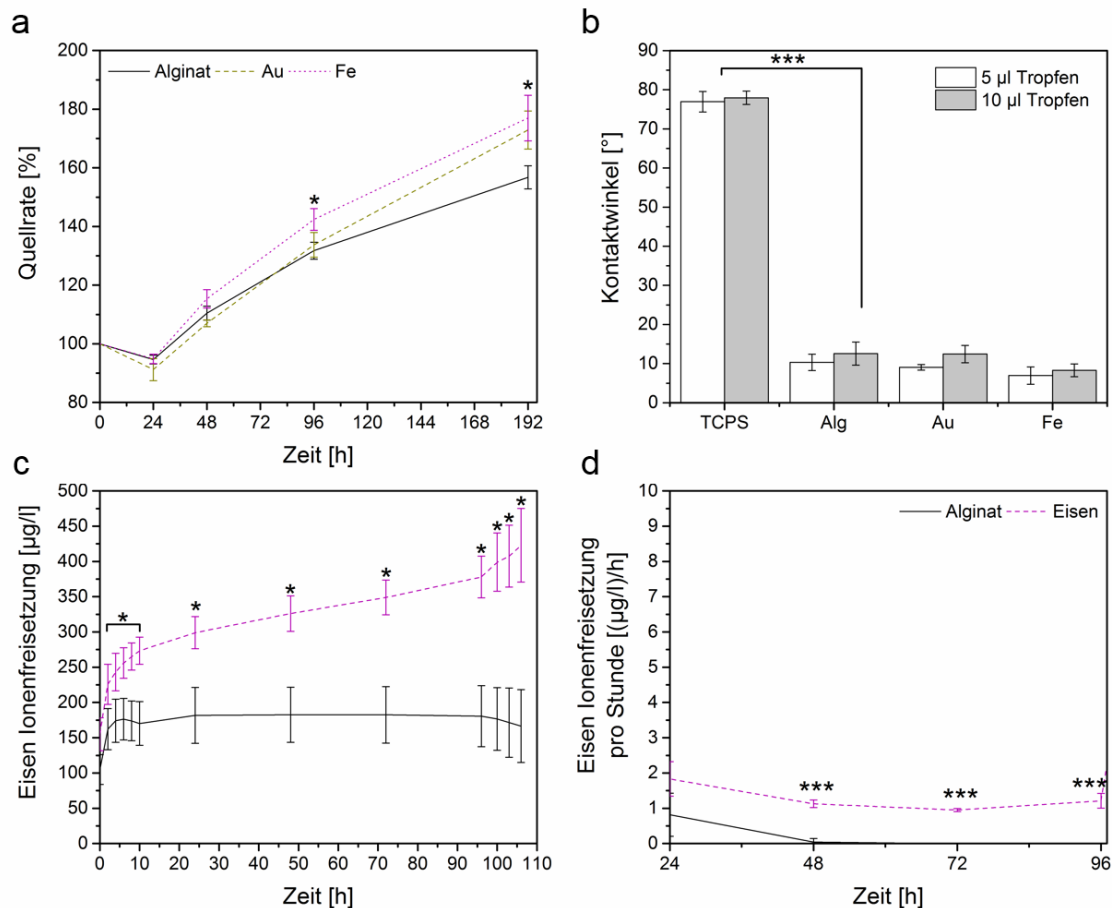 a
Alginat Au Fe
Quellrate [%]
200
180
160
140
120
100
80
* *
0 24 48 72 96 120 144 168 192
Zeit [h]
b
***
5 µl Tropfen
10 µl Tropfen
Kontaktwinkel [°]
90
80
70
60
50
40
30
20
10
0
TCPS Alg Au Fe
c
Eisen Ionenfreisetzung [µg/l]
500
450
400
350
300
250
200
150
100
50
0
* * * * * * * *
0 10 20 30 40 50 60 70 80 90 100 110
Zeit [h]
d
Alginat Eisen
Eisen Ionenfreisetzung
pro Stunde [(µg/l)/h]
10
9
8
7
6
5
4
3
2
1
0
*** *** ***
24 48 72 96
Zeit [h]